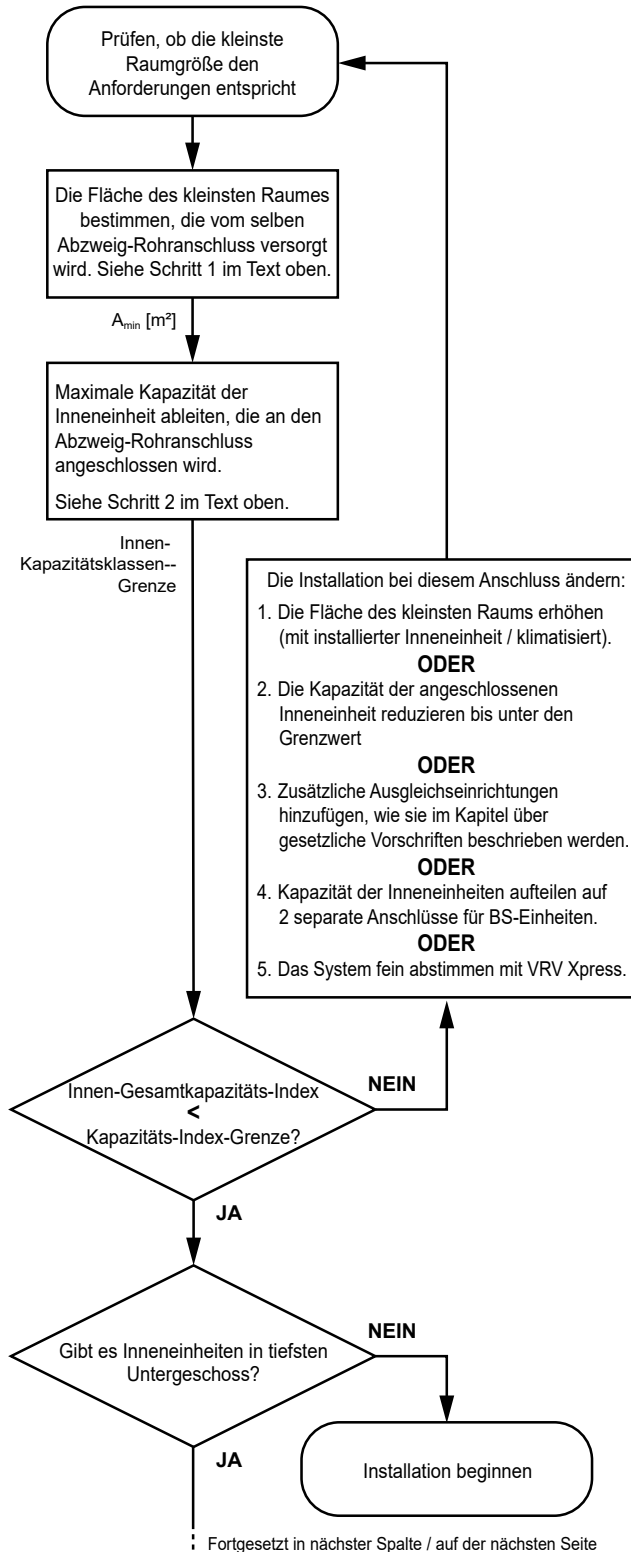 Prüfen, ob die kleinste
Raumgröße den
Anforderungen entspricht
Die Fläche des kleinsten Raumes
bestimmen, die vom selben
Abzweig-Rohranschluss versorgt
wird. Siehe Schritt 1 im Text oben.
Amin [m²]
Maximale Kapazität der
Inneneinheit ableiten, die an den
Abzweig-Rohranschluss
angeschlossen wird.
Siehe Schritt 2 im Text oben.
Innen-
Kapazitätsklassen--
Grenze
Die Installation bei diesem Anschluss ändern:
1. Die Fläche des kleinsten Raums erhöhen
(mit installierter Inneneinheit / klimatisiert).
ODER
2. Die Kapazität der angeschlossenen
Inneneinheit reduzieren bis unter den
Grenzwert
ODER
3. Zusätzliche Ausgleichseinrichtungen
hinzufügen, wie sie im Kapitel über
gesetzliche Vorschriften beschrieben werden.
ODER
4. Kapazität der Inneneinheiten aufteilen auf
2 separate Anschlüsse für BS-Einheiten.
ODER
5. Das System fein abstimmen mit VRV Xpress.
Innen-Gesamtkapazitäts-Index
<
Kapazitäts-Index-Grenze?
NEIN
JA
Gibt es Inneneinheiten in tiefsten
Untergeschoss?
NEIN
JA
Installation beginnen
Fortgesetzt in nächster Spalte / auf der nächsten Seite